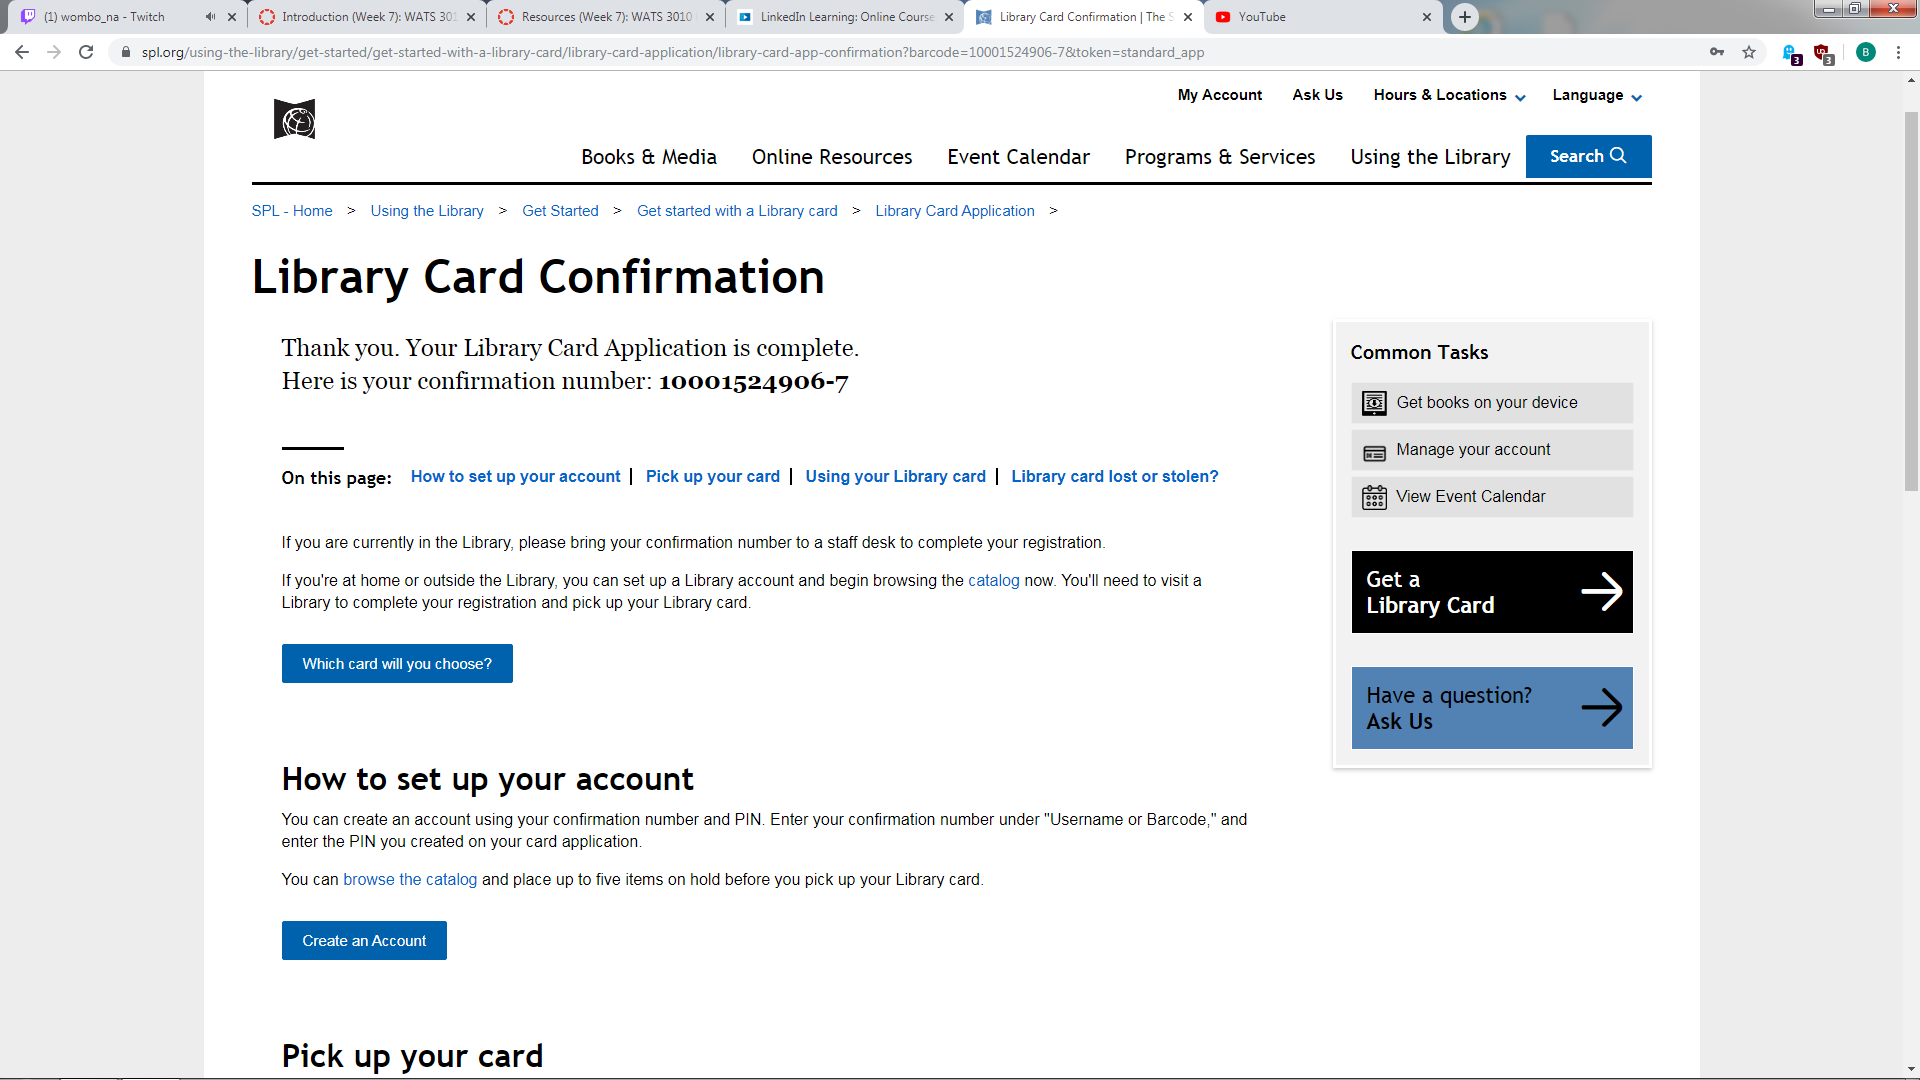 (1) wombo_na - Twitch
Introduction (Week 7): WATS 301
Resources (Week 7): WATS 3010
LinkedIn Learning: Online Course
Library Card Confirmation | The S
YouTube
spl.org/using-the-library/get-started/get-started-with-a-library-card/library-card-application/library-card-app-confirmation?barcode=10001524906-7&token=standard_app
3
3
B
My Account
Ask Us
Hours & Locations
Language
Books & Media
Online Resources
Event Calendar
Programs & Services
Using the Library
Search
SPL - Home > Using the Library > Get Started > Get started with a Library card > Library Card Application >
Library Card Confirmation
Thank you. Your Library Card Application is complete.
Here is your confirmation number: 10001524906-7
On this page: How to set up your account | Pick up your card | Using your Library card | Library card lost or stolen?
If you are currently in the Library, please bring your confirmation number to a staff desk to complete your registration.
If you're at home or outside the Library, you can set up a Library account and begin browsing the catalog now. You'll need to visit a
Library to complete your registration and pick up your Library card.
Which card will you choose?
How to set up your account
You can create an account using your confirmation number and PIN. Enter your confirmation number under "Username or Barcode," and
enter the PIN you created on your card application.
You can browse the catalog and place up to five items on hold before you pick up your Library card.
Create an Account
Pick up your card
Common Tasks
Get books on your device
Manage your account
View Event Calendar
Get a
Library Card
Have a question?
Ask Us